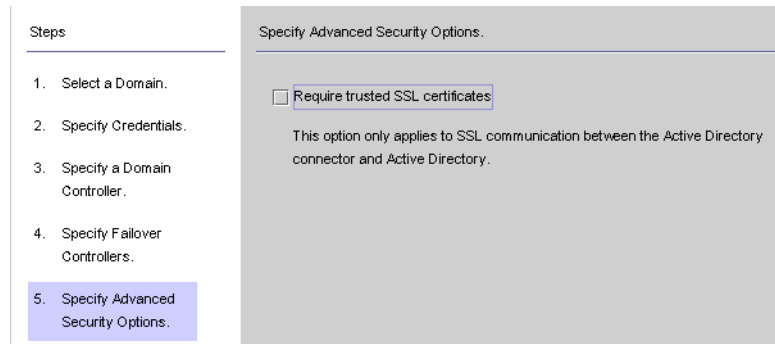 Steps
1. Select a Domain.
2. Specify Credentials.
3. Specify a Domain
Controller.
4. Specify Failover
Controllers.
5. Specify Advanced
Security Options.
Specify Advanced Security Options.
Require trusted SSL certificates
This option only applies to SSL communication between the Active Directory
connector and Active Directory.